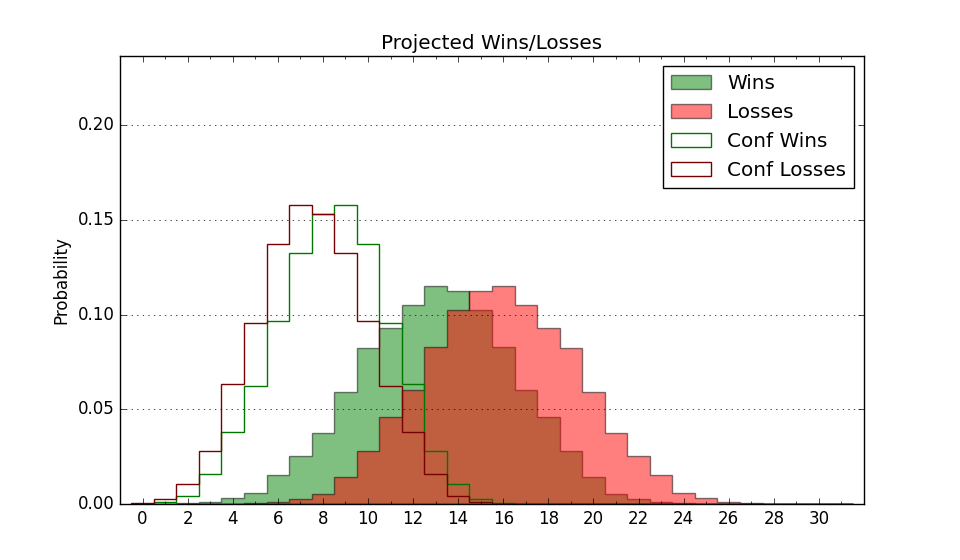 Projected Wins/Losses
Wins
Losses
Conf Wins
Conf Losses
Probability
0.20
0.15
0.10
0.05
0.00
0 2 4 6 8 10 12 14 16 18 20 22 24 26 28 30